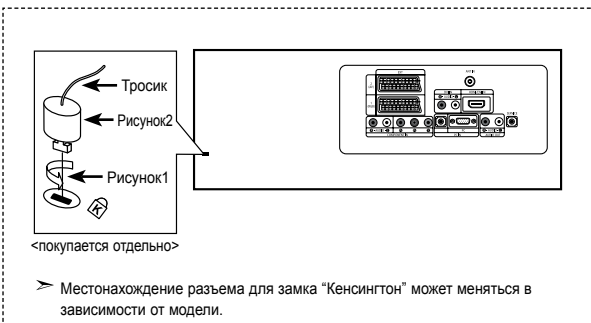 Тросик
Рисунок2
Рисунок1
<покупается отдельно>
➢ Местонахождение разъема для замка “Кенсингтон” может меняться в
зависимости от модели.